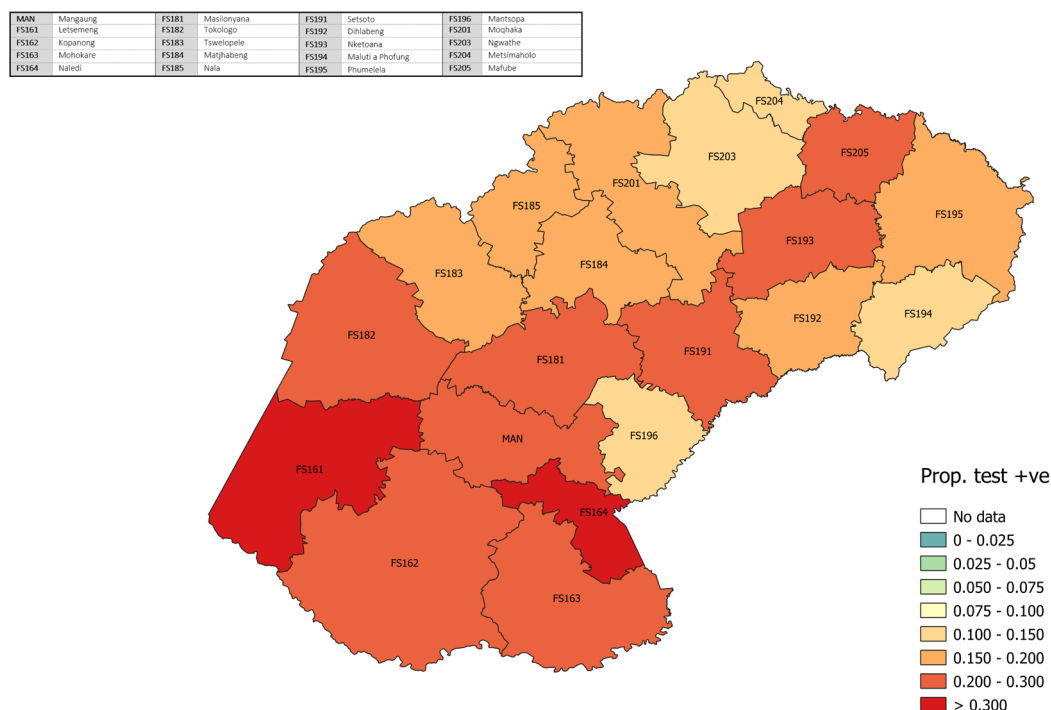 MAN Mangaung FS181 Masilonyana FS191 Setsoto FS196 Mantsopa
FS161 Letsemeng FS182 Tokologo FS192 Dihlabeng FS201 Moqhaka
FS162 Kopanong FS183 Tswelopele FS193 Nketoana FS203 Ngwathe
FS163 Mohokare FS184 Matjhabeng FS194 Maluti a Phofung FS204 Metsimaholo
FS164 Naledi FS185 Nala FS195 Phumelela FS205 Mafube
FS204
FS203
FS205
FS201
FS185
FS195
FS193
FS184
FS183
FS194
FS192
FS182
FS181
FS191
MAN
FS196
FS161
FS164
FS162
FS163
Prop. test +ve
No data
0 - 0.025
0.025 - 0.05
0.050 - 0.075
0.075 - 0.100
0.100 - 0.150
0.150 - 0.200
0.200 - 0.300
> 0.300